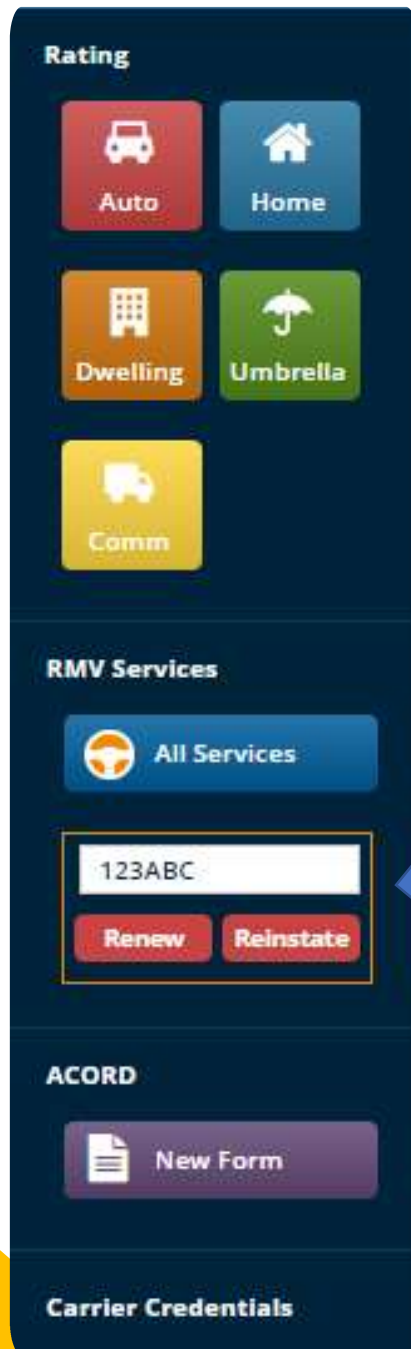 Rating
Auto Home
Dwelling Umbrella
Comm
RMV Services
All Services
123ABC
Renew Reinstate
ACORD
New Form
Carrier Credentials